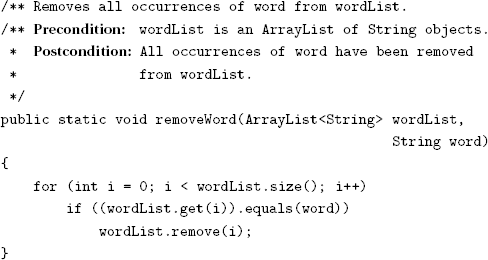 /** Removes all occurrences of word from wordList.
/** Precondition: wordList is an ArrayList of String objects.
 * Postcondition: All occurrences of word have been removed
 * from wordList.
 */
public static void removeWord(ArrayList<String> wordList,
String word)
{
for (int i = 0; i < wordList.size(); i++)
if ((wordList.get(i)).equals(word))
wordList.remove(i);
}